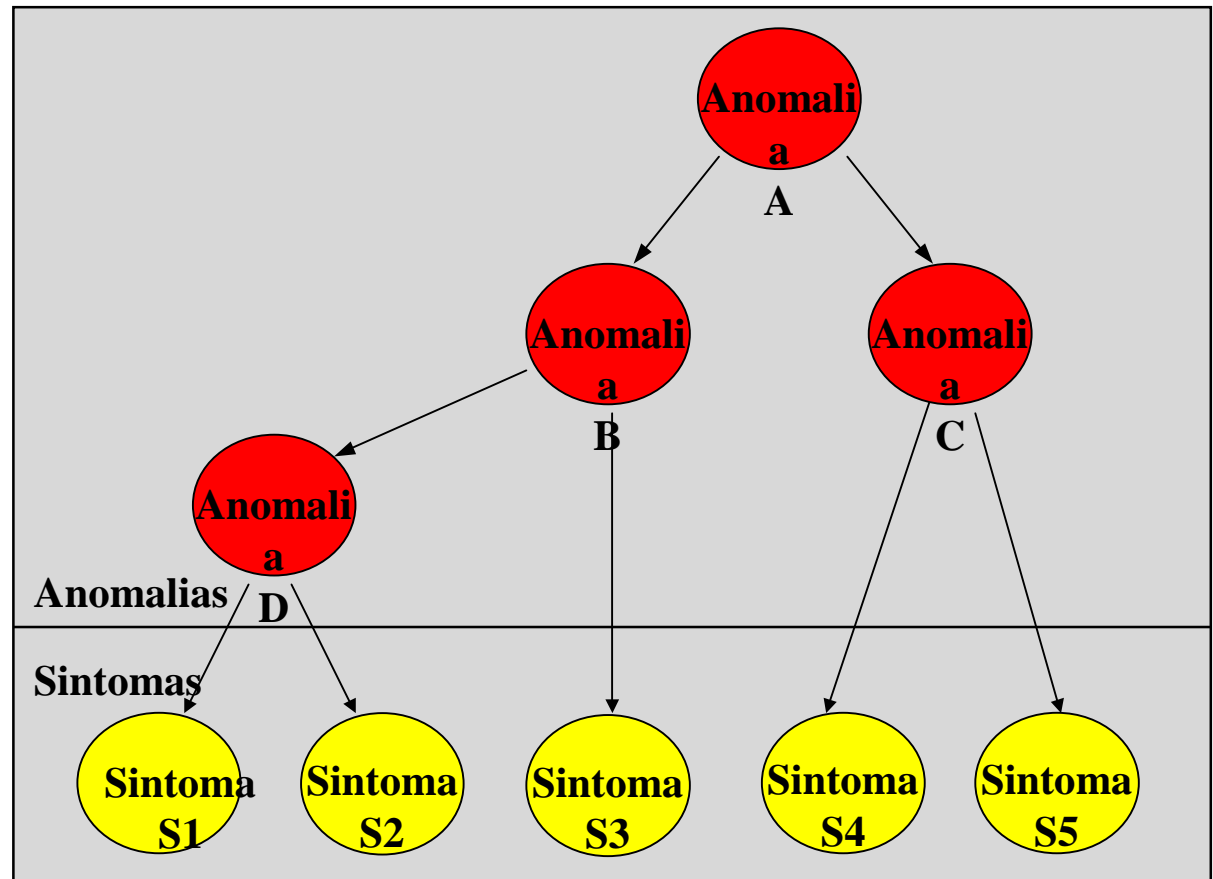 Anomali
a
A
Anomali
a
B
Anomali
a
C
Anomali
a
D
Anomalias
Sintomas
Sintoma
S1
Sintoma
S2
Sintoma
S3
Sintoma
S4
Sintoma
S5